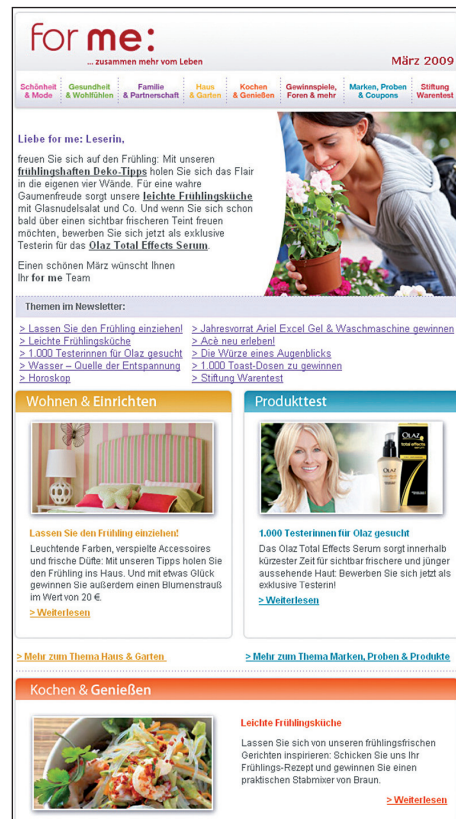 for me:
... zusammen mehr vom Leben
März 2009
Schönheit & Mode
Gesundheit & Wohlfühlen
Familie & Partnerschaft
Haus & Garten
Kochen & Genießen
Gewinnspiele, Foren & mehr
Marken, Proben & Coupons
Stiftung Warentest
Liebe for me: Leserin,
freuen Sie sich auf den Frühling: Mit unseren
frühlingshaften Deko-Tipps holen Sie sich das Flair
in die eigenen vier Wände. Für eine wahre
Gaumenfreude sorgt unsere leichte Frühlingsküche
mit Glasnudelsalat und Co. Und wenn Sie sich schon
bald über einen sichtbar frischeren Teint freuen
möchten, bewerben Sie sich jetzt als exklusive
Testerin für das Olaz Total Effects Serum.
Einen schönen März wünscht Ihnen
Ihr for me Team
Themen im Newsletter:
> Lassen Sie den Frühling einziehen!
> Leichte Frühlingsküche
> 1.000 Testerinnen für Olaz gesucht
> Wasser – Quelle der Entspannung
> Horoskop
> Jahresvorrat Ariel Excel Gel & Waschmaschine gewinnen
> Acè neu erleben!
> Die Würze eines Augenblicks
> 1.000 Toast-Dosen zu gewinnen
> Stiftung Warentest
Wohnen & Einrichten
Lassen Sie den Frühling einziehen!
Leuchtende Farben, verspielte Accessoires
und frische Düfte: Mit unseren Tipps holen Sie
den Frühling ins Haus. Und mit etwas Glück
gewinnen Sie außerdem einen Blumenstrauß
im Wert von 20 €.
> Weiterlesen
> Mehr zum Thema Haus & Garten
Produkttest
OLAZ
total effects
OLAZ
1.000 Testerinnen für Olaz gesucht
Das Olaz Total Effects Serum sorgt innerhalb
kürzester Zeit für sichtbar frischere und jünger
aussehende Haut: Bewerben Sie sich jetzt als
exklusive Testerin!
> Weiterlesen
> Mehr zum Thema Marken, Proben & Produkte
Kochen & Genießen
Leichte Frühlingsküche
Lassen Sie sich von unseren frühlingsfrischen
Gerichten inspirieren: Schicken Sie uns Ihr
Frühlings-Rezept und gewinnen Sie einen
praktischen Stabmixer von Braun.
> Weiterlesen